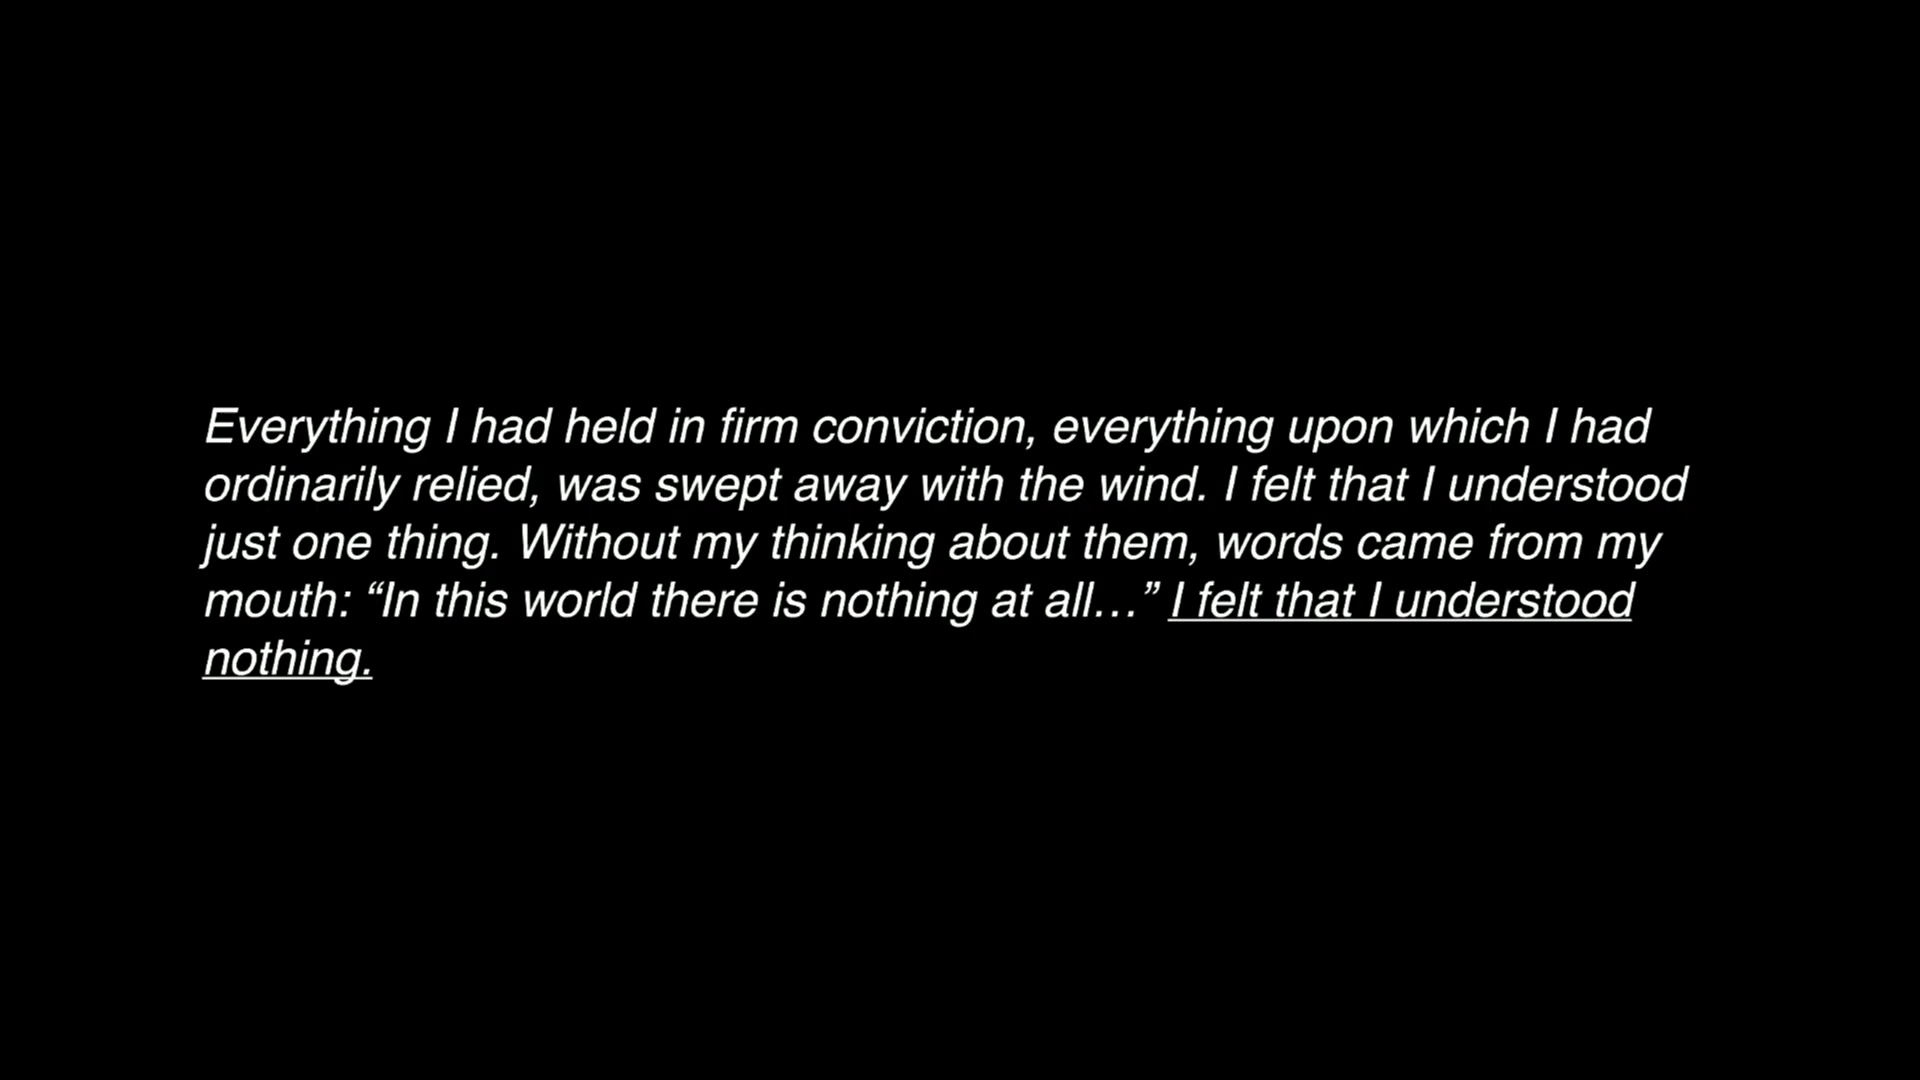 Everything I had held in firm conviction, everything upon which I had
ordinarily relied, was swept away with the wind. I felt that I understood
just one thing. Without my thinking about them, words came from my
mouth: “In this world there is nothing at all…” I felt that I understood
nothing.